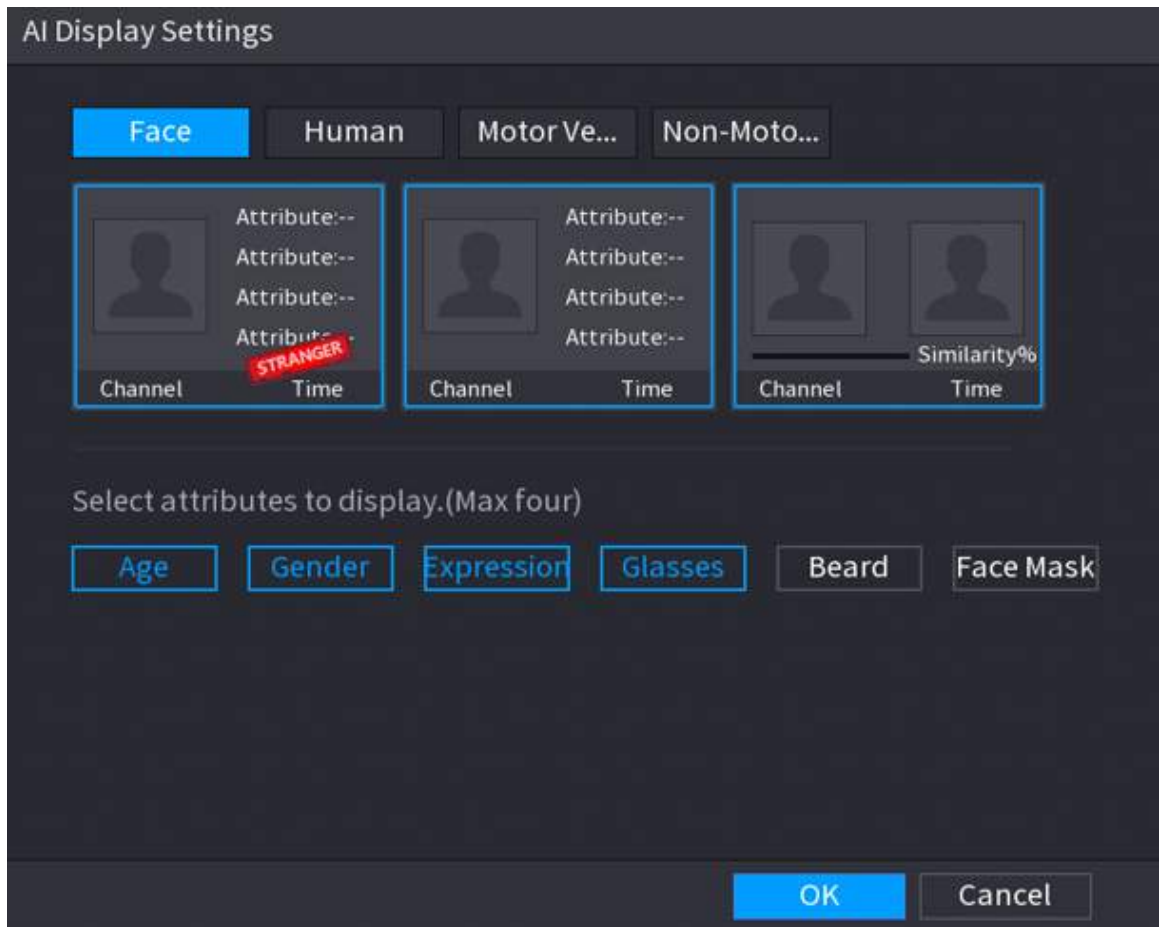 AI Display Settings
Face Human Motor Ve... Non-Moto...
Attribute:-- Attribute:--
Attribute:-- Attribute:--
Attribute:-- Attribute:--
Attribute:-- Attribute:--
STRANGER Similarity%
Channel Time Channel Time Channel Time
Select attributes to display.(Max four)
Age Gender Expression Glasses Beard Face Mask
OK Cancel